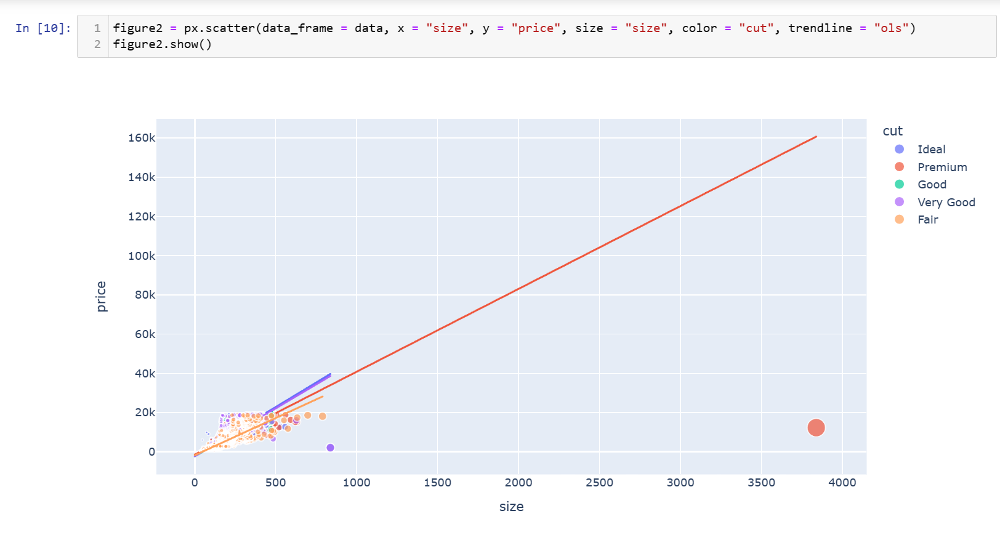 In [10]:
1 figure2 = px.scatter(data_frame = data, x = "size", y = "price", size = "size", color = "cut", trendline = "ols")
2 figure2.show()
cut
Ideal
Premium
Good
Very Good
Fair
160k
140k
120k
100k
80k
60k
40k
20k
0
price
0 500 1000 1500 2000 2500 3000 3500 4000
size